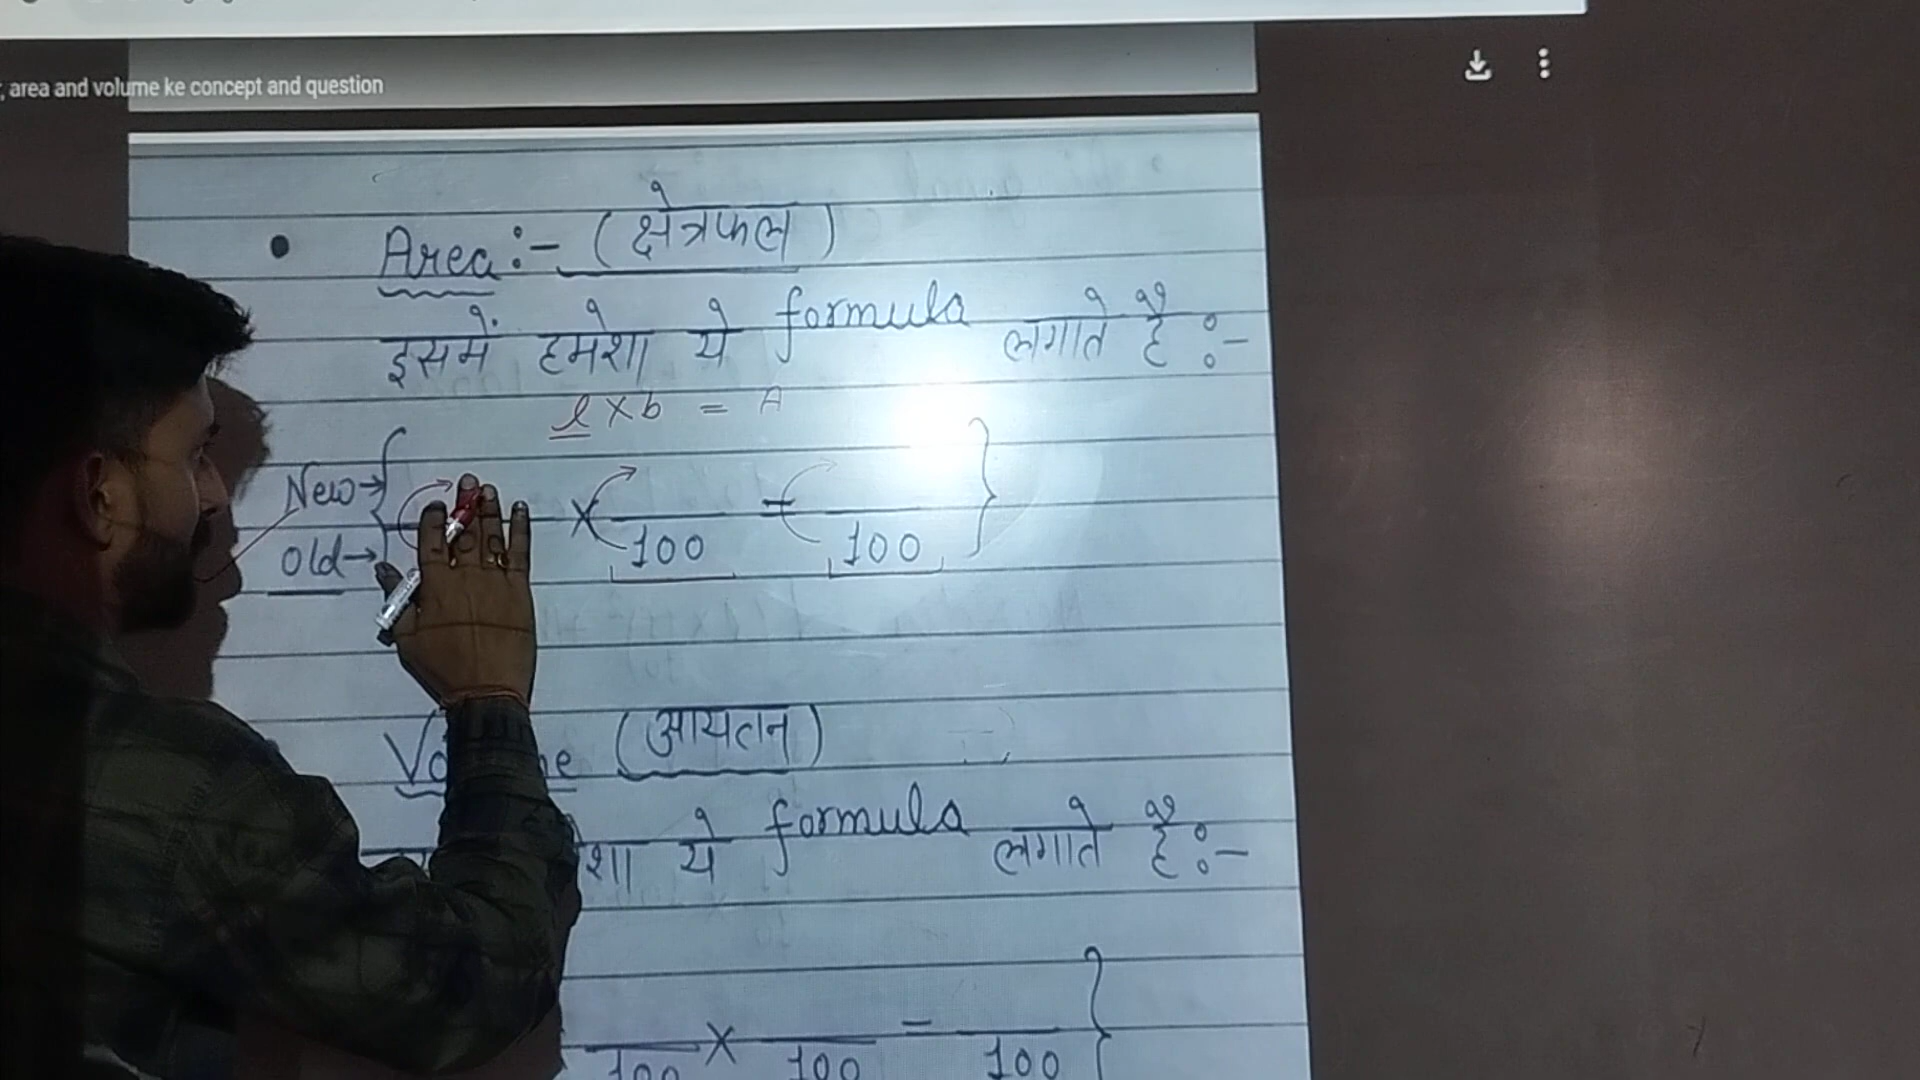 , area and volume ke concept and question
Area :- (क्षेत्रफल)
इसमें हमेशा ये formula लगाते है :-
l × b = A
New→
× — = —
Old→ 100 100
(आयतन)
ये formula लगाते है :-
× =
100 100 100